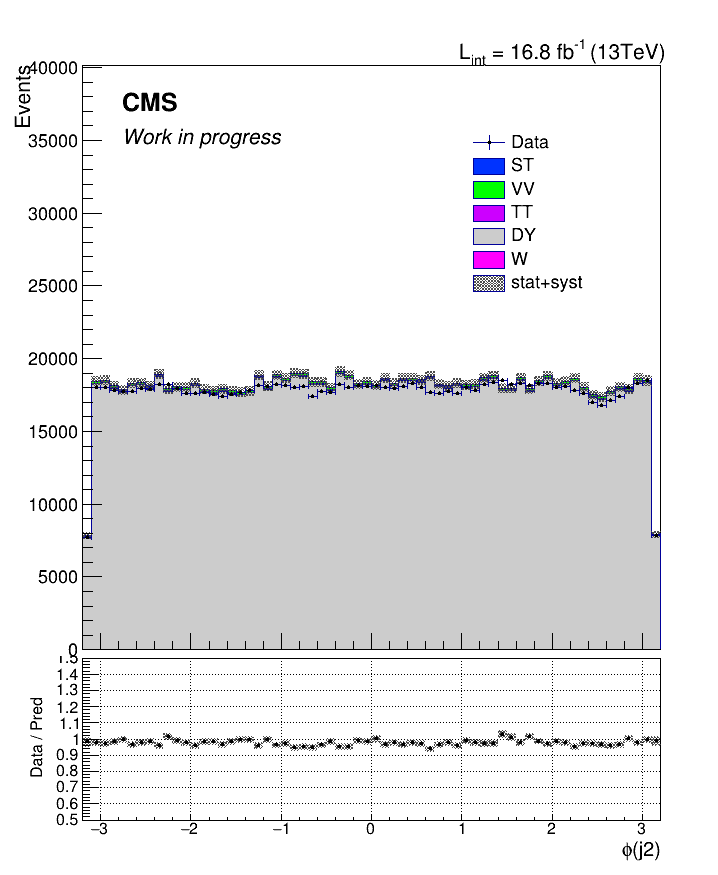 L_int = 16.8 fb^-1 (13TeV)
Events
40000
CMS
Work in progress
35000
Data
ST
VV
TT
DY
W
stat+syst
30000
25000
20000
15000
10000
5000
0
Data / Pred
1.5
1.4
1.3
1.2
1.1
1
0.9
0.8
0.7
0.6
0.5
−3 −2 −1 0 1 2 3
ϕ(j2)